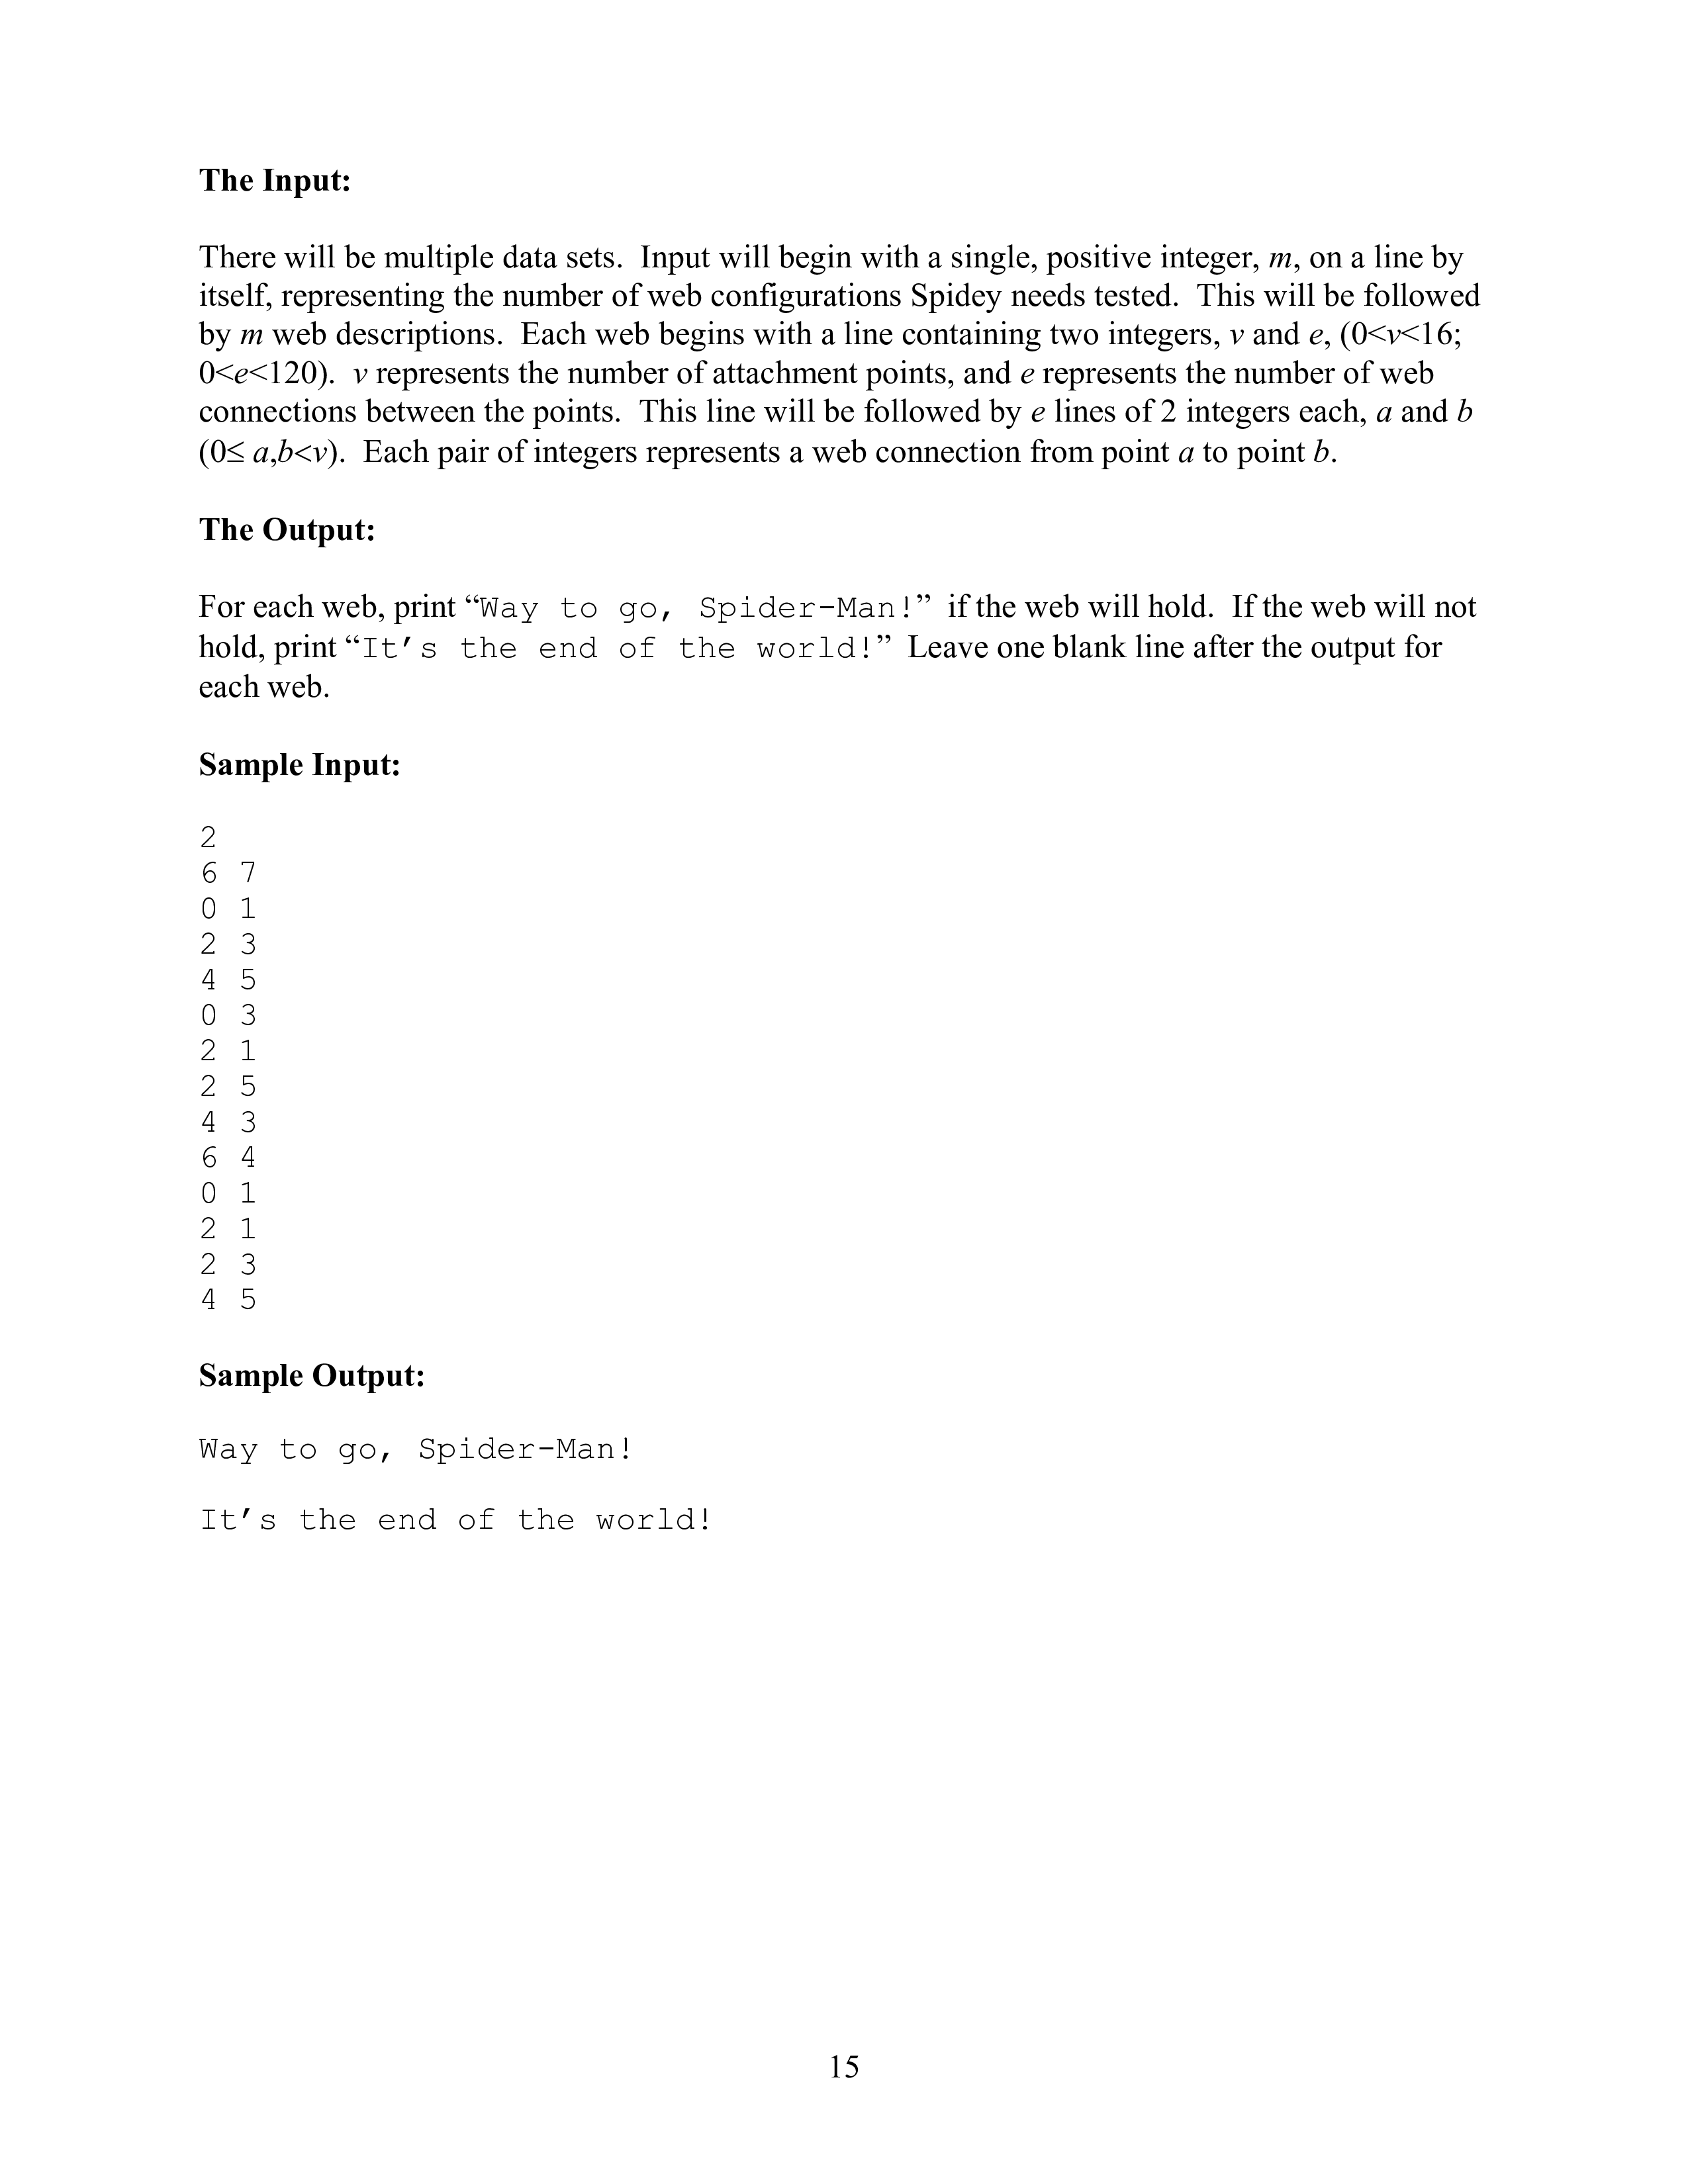 The Input:
There will be multiple data sets.  Input will begin with a single, positive integer, m, on a line by
itself, representing the number of web configurations Spidey needs tested.  This will be followed
by m web descriptions.  Each web begins with a line containing two integers, v and e, (0<v<16;
0<e<120).  v represents the number of attachment points, and e represents the number of web
connections between the points.  This line will be followed by e lines of 2 integers each, a and b
(0≤ a,b<v).  Each pair of integers represents a web connection from point a to point b.
The Output:
For each web, print “Way to go, Spider-Man!”  if the web will hold.  If the web will not
hold, print “It’s the end of the world!”  Leave one blank line after the output for
each web.
Sample Input:
2
6 7
0 1
2 3
4 5
0 3
2 1
2 5
4 3
6 4
0 1
2 1
2 3
4 5
Sample Output:
Way to go, Spider-Man!
It’s the end of the world!
15